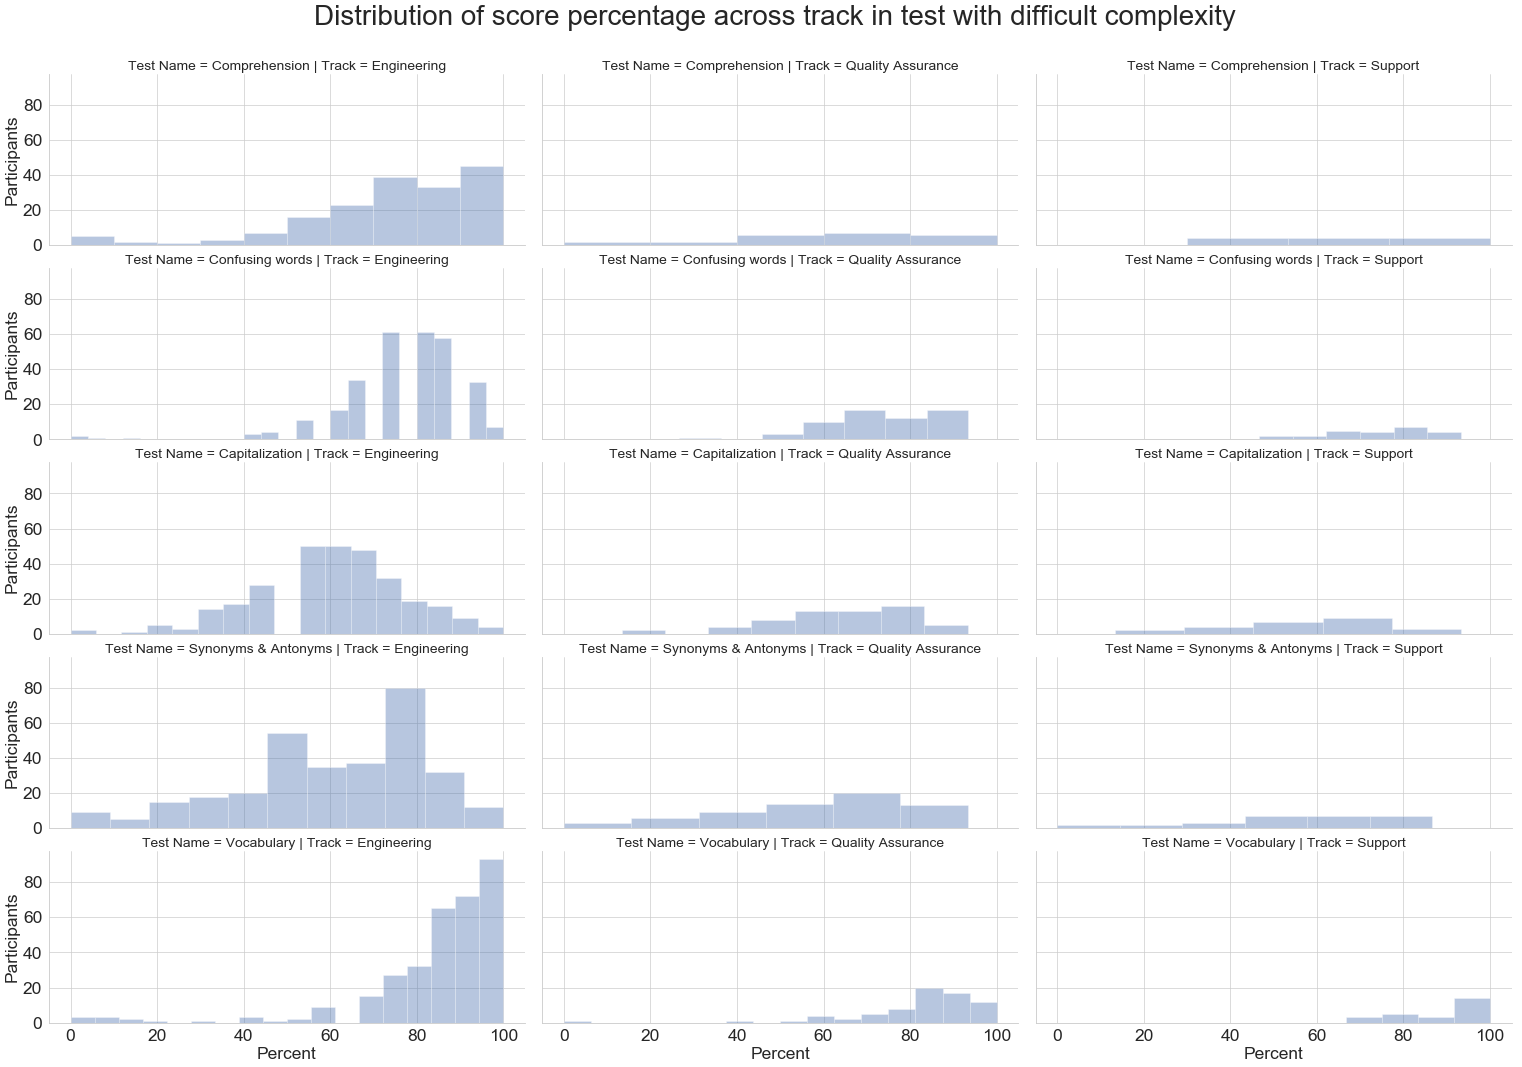 Distribution of score percentage across track in test with difficult complexity
Test Name = Comprehension | Track = Engineering
Test Name = Comprehension | Track = Quality Assurance
Test Name = Comprehension | Track = Support
80
60
40
20
0
Participants
Test Name = Confusing words | Track = Engineering
Test Name = Confusing words | Track = Quality Assurance
Test Name = Confusing words | Track = Support
80
60
40
20
0
Participants
Test Name = Capitalization | Track = Engineering
Test Name = Capitalization | Track = Quality Assurance
Test Name = Capitalization | Track = Support
80
60
40
20
0
Participants
Test Name = Synonyms & Antonyms | Track = Engineering
Test Name = Synonyms & Antonyms | Track = Quality Assurance
Test Name = Synonyms & Antonyms | Track = Support
80
60
40
20
0
Participants
Test Name = Vocabulary | Track = Engineering
Test Name = Vocabulary | Track = Quality Assurance
Test Name = Vocabulary | Track = Support
80
60
40
20
0
Participants
0 20 40 60 80 100
0 20 40 60 80 100
0 20 40 60 80 100
Percent
Percent
Percent